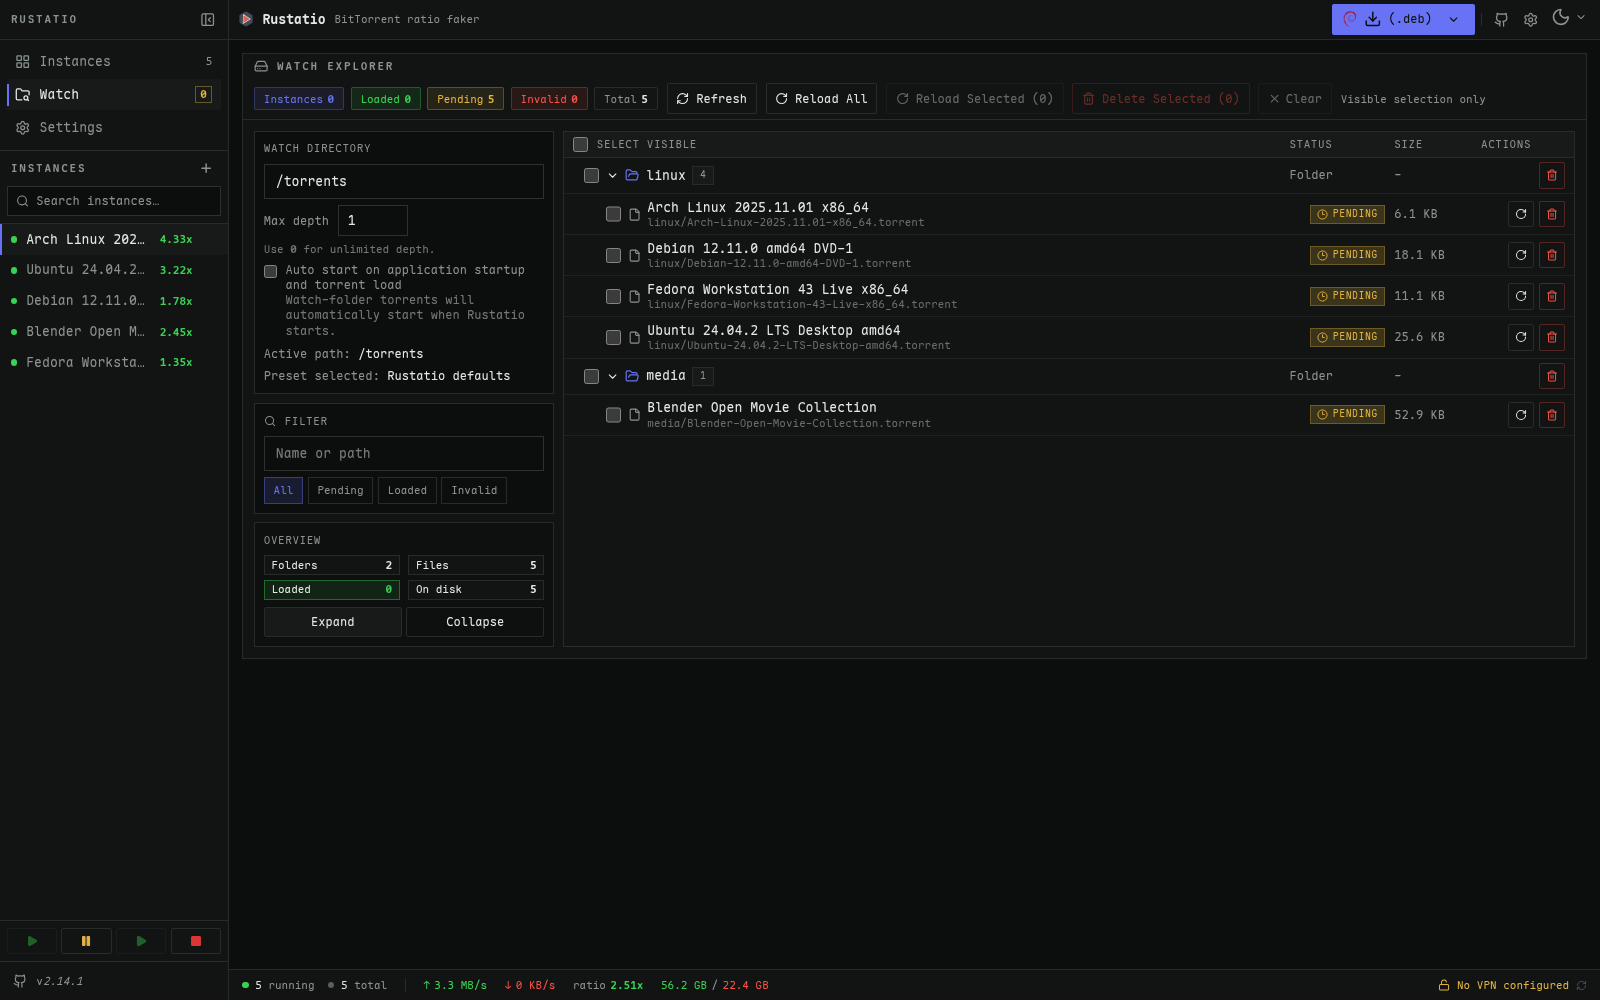 RUSTATIO
Instances 5
Watch 0
Settings
INSTANCES
Search instances…
Arch Linux 202… 4.33x
Ubuntu 24.04.2… 3.22x
Debian 12.11.0… 1.78x
Blender Open M… 2.45x
Fedora Worksta… 1.35x
v2.14.1
Rustatio BitTorrent ratio faker
(.deb)
WATCH EXPLORER
Instances 0 Loaded 0 Pending 5 Invalid 0 Total 5 Refresh Reload All Reload Selected (0) Delete Selected (0) Clear Visible selection only
WATCH DIRECTORY
/torrents
Max depth 1
Use 0 for unlimited depth.
Auto start on application startup
and torrent load
Watch-folder torrents will
automatically start when Rustatio
starts.
Active path: /torrents
Preset selected: Rustatio defaults
FILTER
Name or path
All Pending Loaded Invalid
OVERVIEW
Folders 2 Files 5
Loaded 0 On disk 5
Expand Collapse
SELECT VISIBLE STATUS SIZE ACTIONS
linux 4 Folder –
Arch Linux 2025.11.01 x86_64 PENDING 6.1 KB
linux/Arch-Linux-2025.11.01-x86_64.torrent
Debian 12.11.0 amd64 DVD-1 PENDING 18.1 KB
linux/Debian-12.11.0-amd64-DVD-1.torrent
Fedora Workstation 43 Live x86_64 PENDING 11.1 KB
linux/Fedora-Workstation-43-Live-x86_64.torrent
Ubuntu 24.04.2 LTS Desktop amd64 PENDING 25.6 KB
linux/Ubuntu-24.04.2-LTS-Desktop-amd64.torrent
media 1 Folder –
Blender Open Movie Collection PENDING 52.9 KB
media/Blender-Open-Movie-Collection.torrent
5 running 5 total ↑3.3 MB/s ↓0 KB/s ratio 2.51x 56.2 GB / 22.4 GB No VPN configured